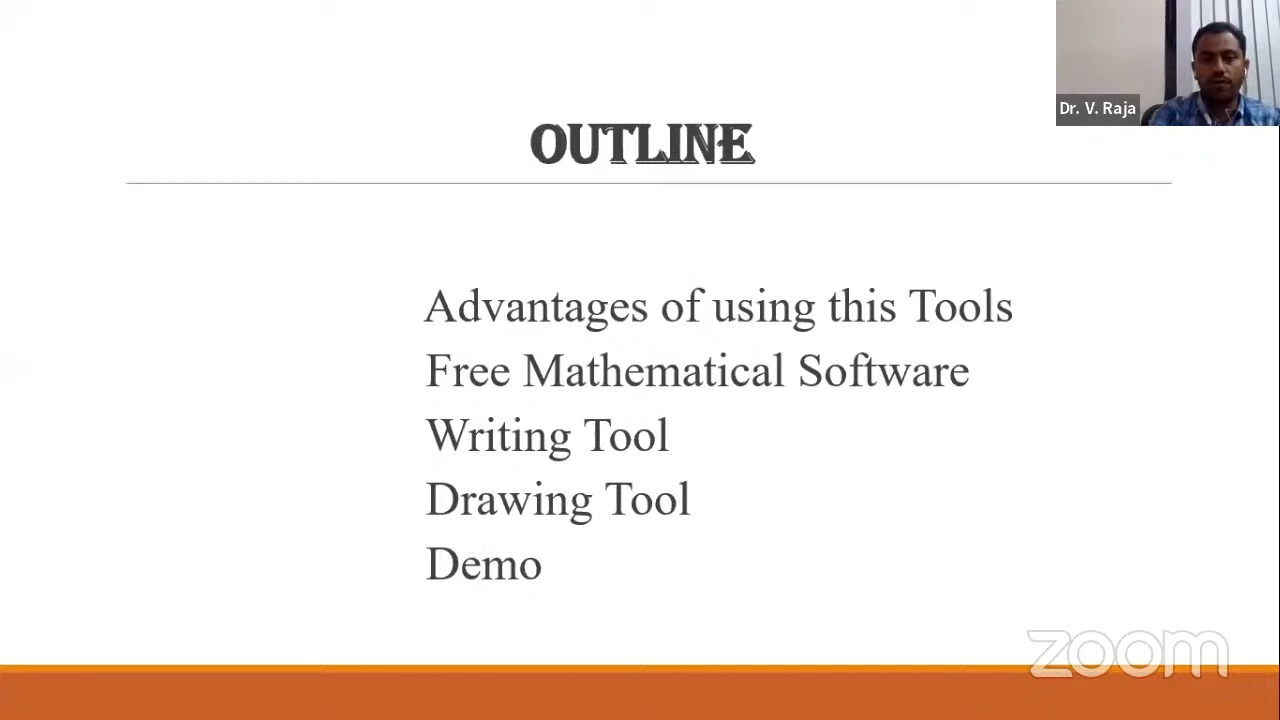 Dr. V. Raja
OUTLINE
Advantages of using this Tools
Free Mathematical Software
Writing Tool
Drawing Tool
Demo
zoom